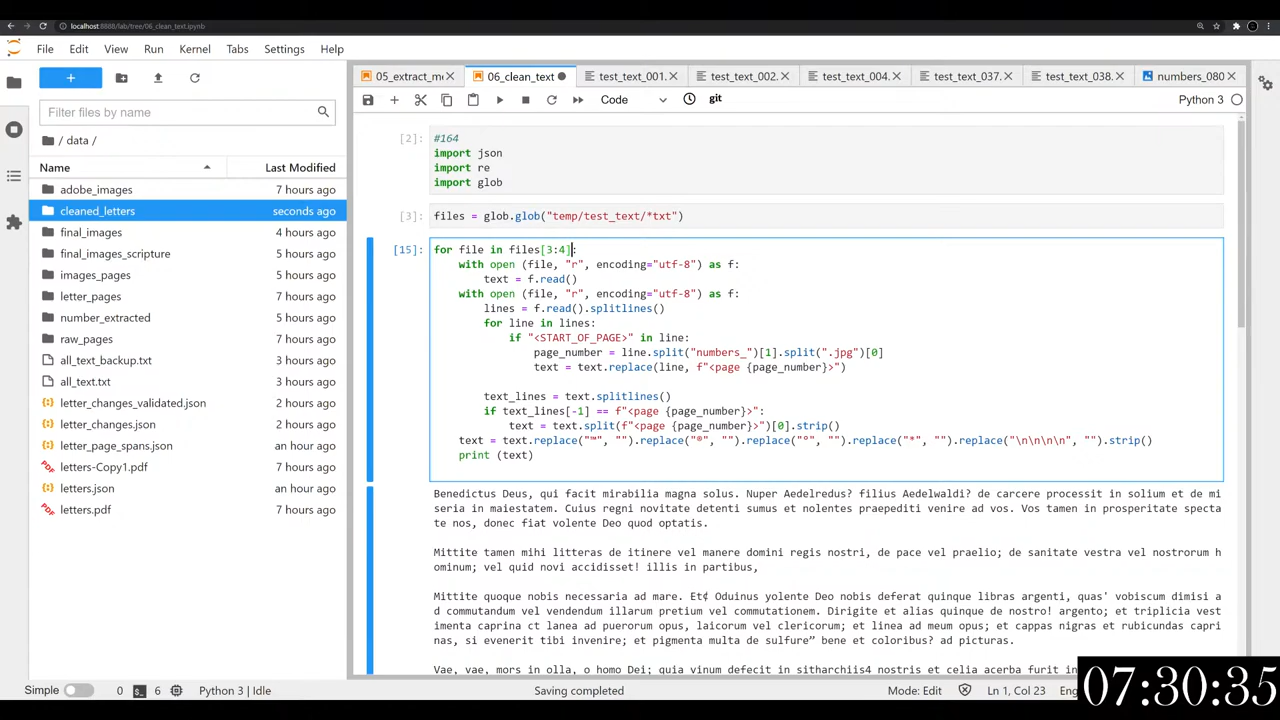 localhost:8888/lab/tree/06_clean_text.ipynb
File Edit View Run Kernel Tabs Settings Help
05_extract_me 06_clean_text test_text_001. test_text_002. test_text_004. test_text_037. test_text_038. numbers_080
Code git Python 3
Filter files by name
/ data /
Name Last Modified
adobe_images 7 hours ago
cleaned_letters seconds ago
final_images 4 hours ago
final_images_scripture 5 hours ago
images_pages 5 hours ago
letter_pages 5 hours ago
number_extracted 5 hours ago
raw_pages 7 hours ago
all_text_backup.txt 3 hours ago
all_text.txt 3 hours ago
letter_changes_validated.json 2 hours ago
letter_changes.json 2 hours ago
letter_page_spans.json an hour ago
letters-Copy1.pdf 7 hours ago
letters.json an hour ago
letters.pdf 7 hours ago
[2]: #164
import json
import re
import glob
[3]: files = glob.glob("temp/test_text/*txt")
[15]: for file in files[3:4]:
with open (file, "r", encoding="utf-8") as f:
text = f.read()
with open (file, "r", encoding="utf-8") as f:
lines = f.read().splitlines()
for line in lines:
if "<START_OF_PAGE>" in line:
page_number = line.split("numbers_")[1].split(".jpg")[0]
text = text.replace(line, f"<page {page_number}>")
text_lines = text.splitlines()
if text_lines[-1] == f"<page {page_number}>":
text = text.split(f"<page {page_number}>")[0].strip()
text = text.replace("™", "").replace("®", "").replace("°", "").replace("*", "").replace("\n\n\n\n", "").strip()
print (text)
Benedictus Deus, qui facit mirabilia magna solus. Nuper Aedelredus? filius Aedelwaldi? de carcere processit in solium et de mi
seria in maiestatem. Cuius regni novitate detenti sumus et nolentes praepediti venire ad vos. Vos tamen in prosperitate specta
te nos, donec fiat volente Deo quod optatis.
Mittite tamen mihi litteras de itinere vel manere domini regis nostri, de pace vel praelio; de sanitate vestra vel nostrorum h
ominum; vel quid novi accidisset! illis in partibus,
Mittite quoque nobis necessaria ad mare. Et¢ Oduinus yolente Deo nobis deferat quinque libras argenti, quas' vobiscum dimisi a
d commutandum vel vendendum illarum pretium vel commutationem. Dirigite et alias quinque de nostro! argento; et triplicia vest
imenta caprina ct lanea ad puerorum opus, laicorum vel clericorum; et linea ad meum opus; et cappas nigras et rubicundas capri
nas, si evenerit tibi invenire; et pigmenta multa de sulfure” bene et coloribus? ad picturas.
Vae, vae, mors in olla, o homo Dei; quia vinum defecit in sitharchiis4 nostris et celia acerba furit in
Simple 0 6 Python 3 | Idle Saving completed Mode: Edit Ln 1, Col 23
07:30:35